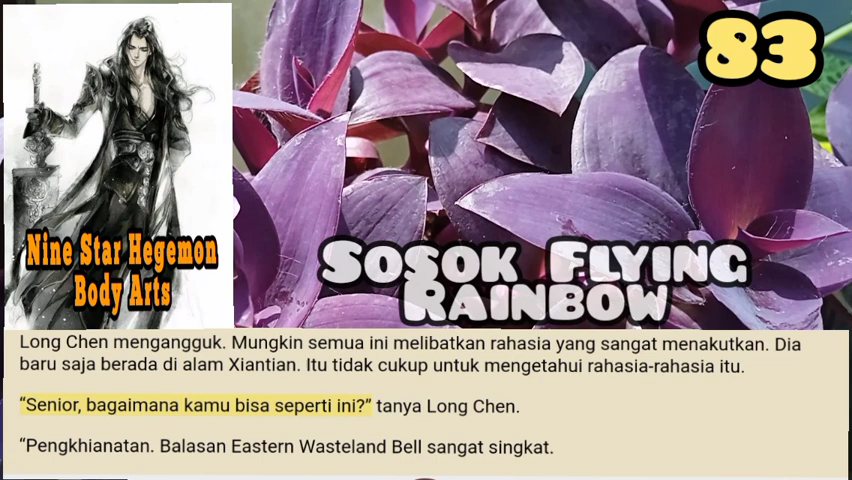 83
Nine Star Hegemon
Body Arts
Sosok Flying
Rainbow
Long Chen mengangguk. Mungkin semua ini melibatkan rahasia yang sangat menakutkan. Dia
baru saja berada di alam Xiantian. Itu tidak cukup untuk mengetahui rahasia-rahasia itu.
“Senior, bagaimana kamu bisa seperti ini?” tanya Long Chen.
“Pengkhianatan. Balasan Eastern Wasteland Bell sangat singkat.